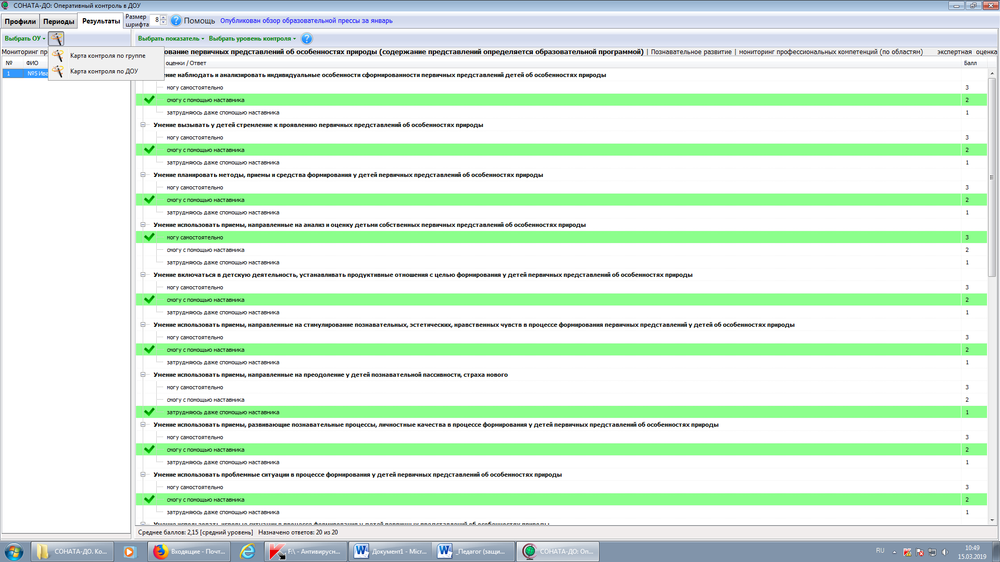 СОНАТА-ДО: Оперативный контроль в ДОУ
Профили Периоды Результаты Размер шрифта 8 Помощь Опубликован обзор образовательной прессы за январь
Выбрать ОУ Выбрать показатель Выбрать уровень контроля
Мониторинг ование первичных представлений об особенностях природы (содержание представлений определяется образовательной программой) | Познавательное развитие | мониторинг профессиональных компетенций (по областям) экспертная оценка
Карта контроля по группе
Карта контроля по ДОУ
№ ФИО оценки / Ответ Балл
1 №5 Ива
ние наблюдать и анализировать индивидуальные особенности сформированности первичных представлений детей об особенностях природы
могу самостоятельно 3
смогу с помощью наставника 2
затрудняюсь даже спомощью наставника 1
Умение вызывать у детей стремление к проявлению первичных представлений об особенностях природы
могу самостоятельно 3
смогу с помощью наставника 2
затрудняюсь даже спомощью наставника 1
Умение планировать методы, приемы и средства формирования у детей первичных представлений об особенностях природы
могу самостоятельно 3
смогу с помощью наставника 2
затрудняюсь даже спомощью наставника 1
Умение использовать приемы, направленные на анализ и оценку детьми собственных первичных представлений об особенностях природы
могу самостоятельно 3
смогу с помощью наставника 2
затрудняюсь даже спомощью наставника 1
Умение включаться в детскую деятельность, устанавливать продуктивные отношения с целью формирования у детей первичных представлений об особенностях природы
могу самостоятельно 3
смогу с помощью наставника 2
затрудняюсь даже спомощью наставника 1
Умение использовать приемы, направленные на стимулирование познавательных, эстетических, нравственных чувств в процессе формирования первичных представлений у детей об особенностях природы
могу самостоятельно 3
смогу с помощью наставника 2
затрудняюсь даже спомощью наставника 1
Умение использовать приемы, направленные на преодоление у детей познавательной пассивности, страха нового
могу самостоятельно 3
смогу с помощью наставника 2
затрудняюсь даже спомощью наставника 1
Умение использовать приемы, развивающие познавательные процессы, личностные качества в процессе формирования у детей первичных представлений об особенностях природы
могу самостоятельно 3
смогу с помощью наставника 2
затрудняюсь даже спомощью наставника 1
Умение использовать проблемные ситуации в процессе формирования у детей первичных представлений об особенностях природы
могу самостоятельно 3
смогу с помощью наставника 2
затрудняюсь даже спомощью наставника 1
Умение использовать игровые ситуации в процессе формирования у детей первичных представлений об особенностях природы
Среднее баллов: 2,15 [средний уровень] Назначено ответов: 20 из 20
СОНАТА-ДО. Ко... Входящие - Почт... F:\ - Антивирусн... Документ1 - Micr... _Педагог (защи... СОНАТА-ДО: Оп... RU 10:49
15.03.2019